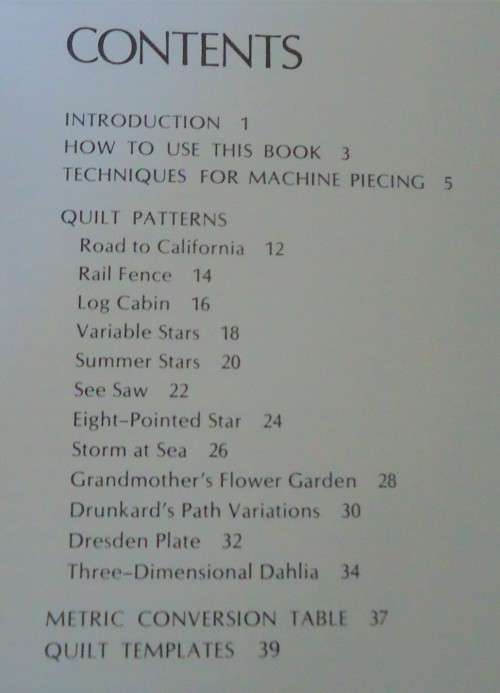 CONTENTS
INTRODUCTION 1
HOW TO USE THIS BOOK 3
TECHNIQUES FOR MACHINE PIECING 5
QUILT PATTERNS
Road to California 12
Rail Fence 14
Log Cabin 16
Variable Stars 18
Summer Stars 20
See Saw 22
Eight-Pointed Star 24
Storm at Sea 26
Grandmother's Flower Garden 28
Drunkard's Path Variations 30
Dresden Plate 32
Three-Dimensional Dahlia 34
METRIC CONVERSION TABLE 37
QUILT TEMPLATES 39